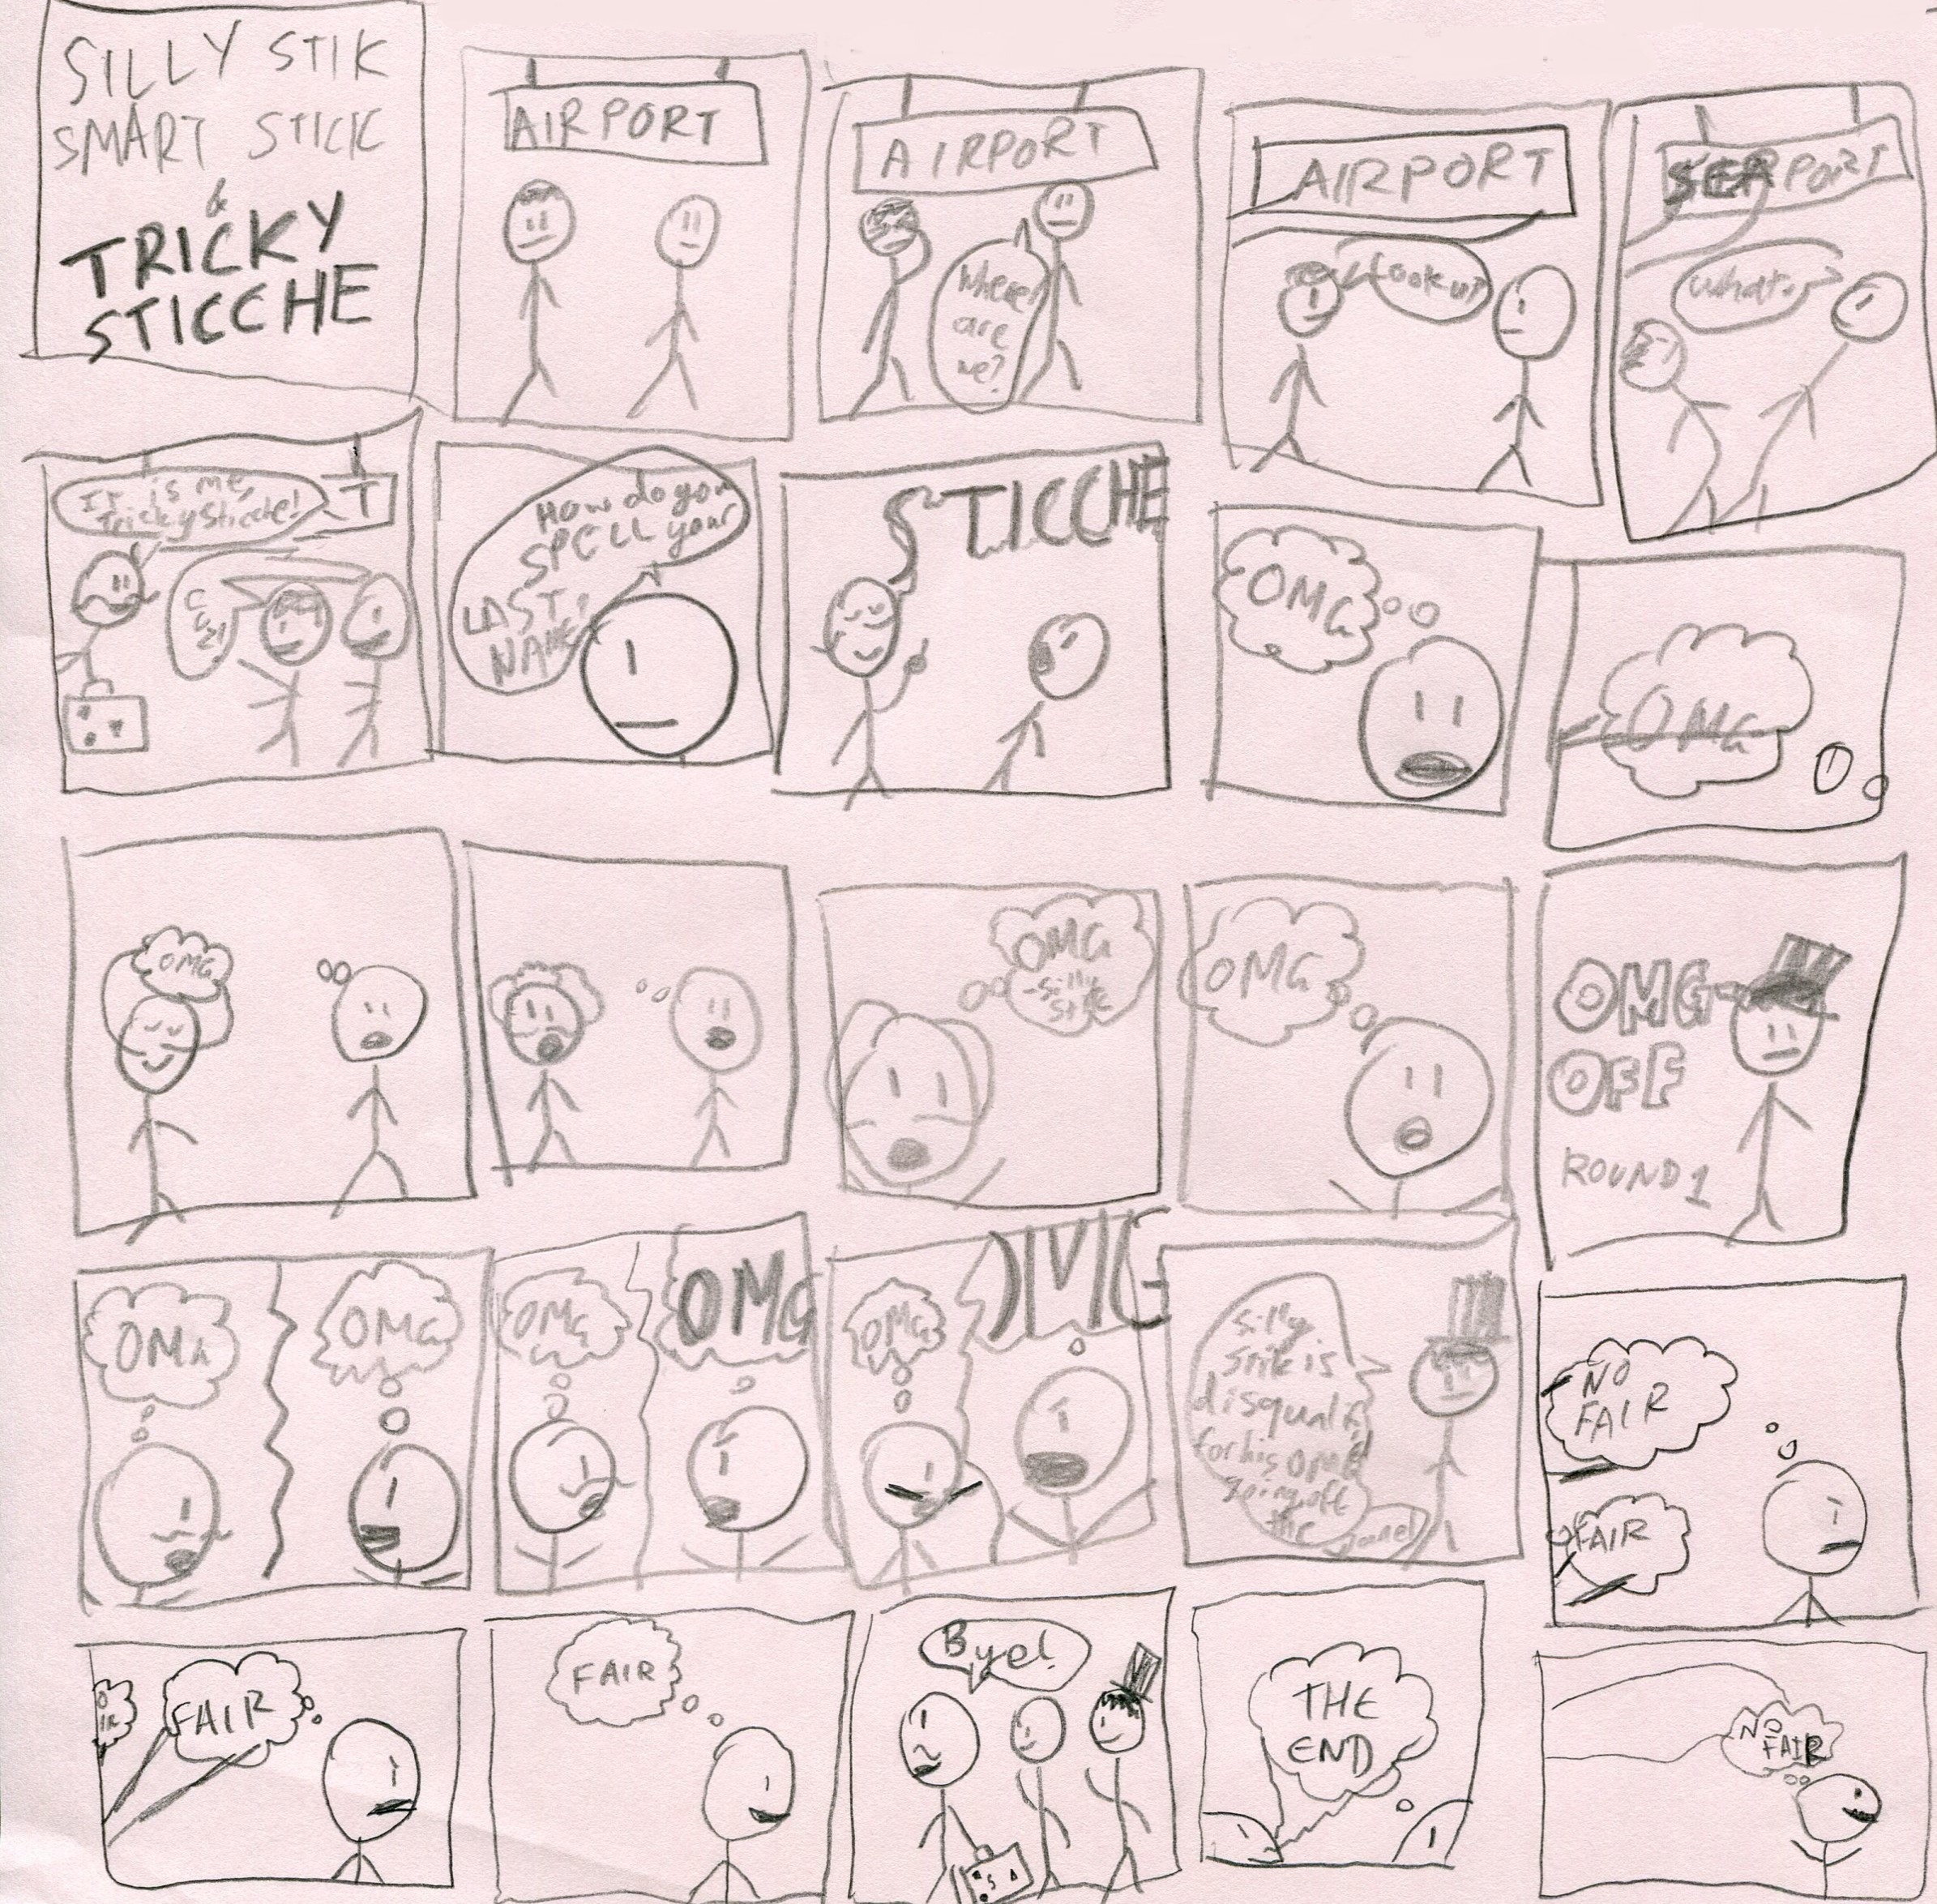 SILLY STIK
SMART STICK
&
TRICKY
STICCHE
AIRPORT
AIRPORT
Where
are
we?
AIRPORT
Look up
SEAPORT
What.
It is me,
Tricky Sticche!
T
How do you
SPELL your
LAST
NAME?
STICCHE
OMG
OMG
OMG
OMG
-Silly
Stik
OMG
OMG-
OFF
ROUND 1
OMG
OMG
OMG
OMG
OMG
OMG
Silly
Stik is
disqualif
for his OMG
going off
the
panel
NO
FAIR
FAIR
FAIR
FAIR
Bye!
THE
END
NO
FAIR